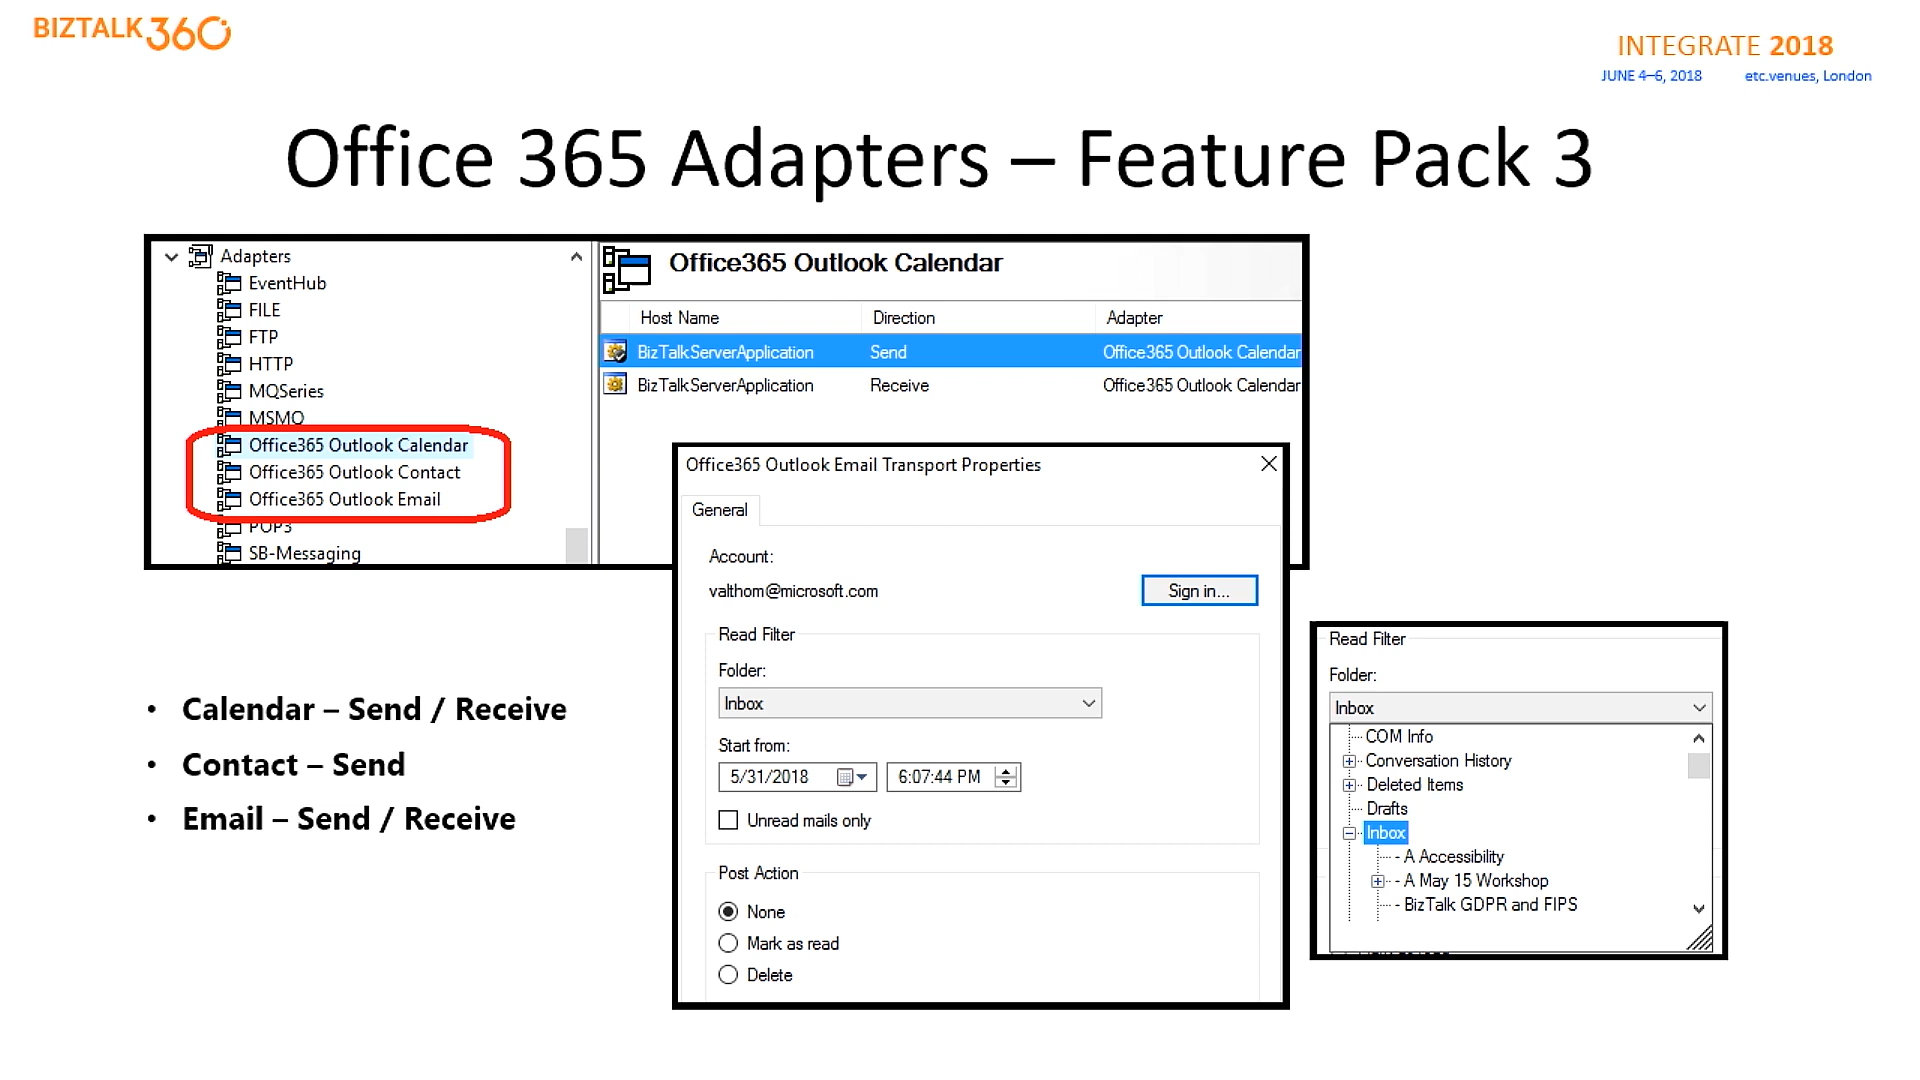 BIZTALK360
INTEGRATE 2018
JUNE 4–6, 2018 etc.venues, London
Office 365 Adapters – Feature Pack 3
Adapters
EventHub
FILE
FTP
HTTP
MQSeries
MSMQ
Office365 Outlook Calendar
Office365 Outlook Contact
Office365 Outlook Email
POP3
SB-Messaging
Office365 Outlook Calendar
Host Name Direction Adapter
BizTalkServerApplication Send Office365 Outlook Calendar
BizTalkServerApplication Receive Office365 Outlook Calendar
Office365 Outlook Email Transport Properties
General
Account:
valthom@microsoft.com Sign in...
Read Filter
Folder:
Inbox
Start from:
5/31/2018 6:07:44 PM
Unread mails only
Post Action
None
Mark as read
Delete
Read Filter
Folder:
Inbox
COM Info
Conversation History
Deleted Items
Drafts
Inbox
- A Accessibility
- A May 15 Workshop
- BizTalk GDPR and FIPS
• Calendar – Send / Receive
• Contact – Send
• Email – Send / Receive